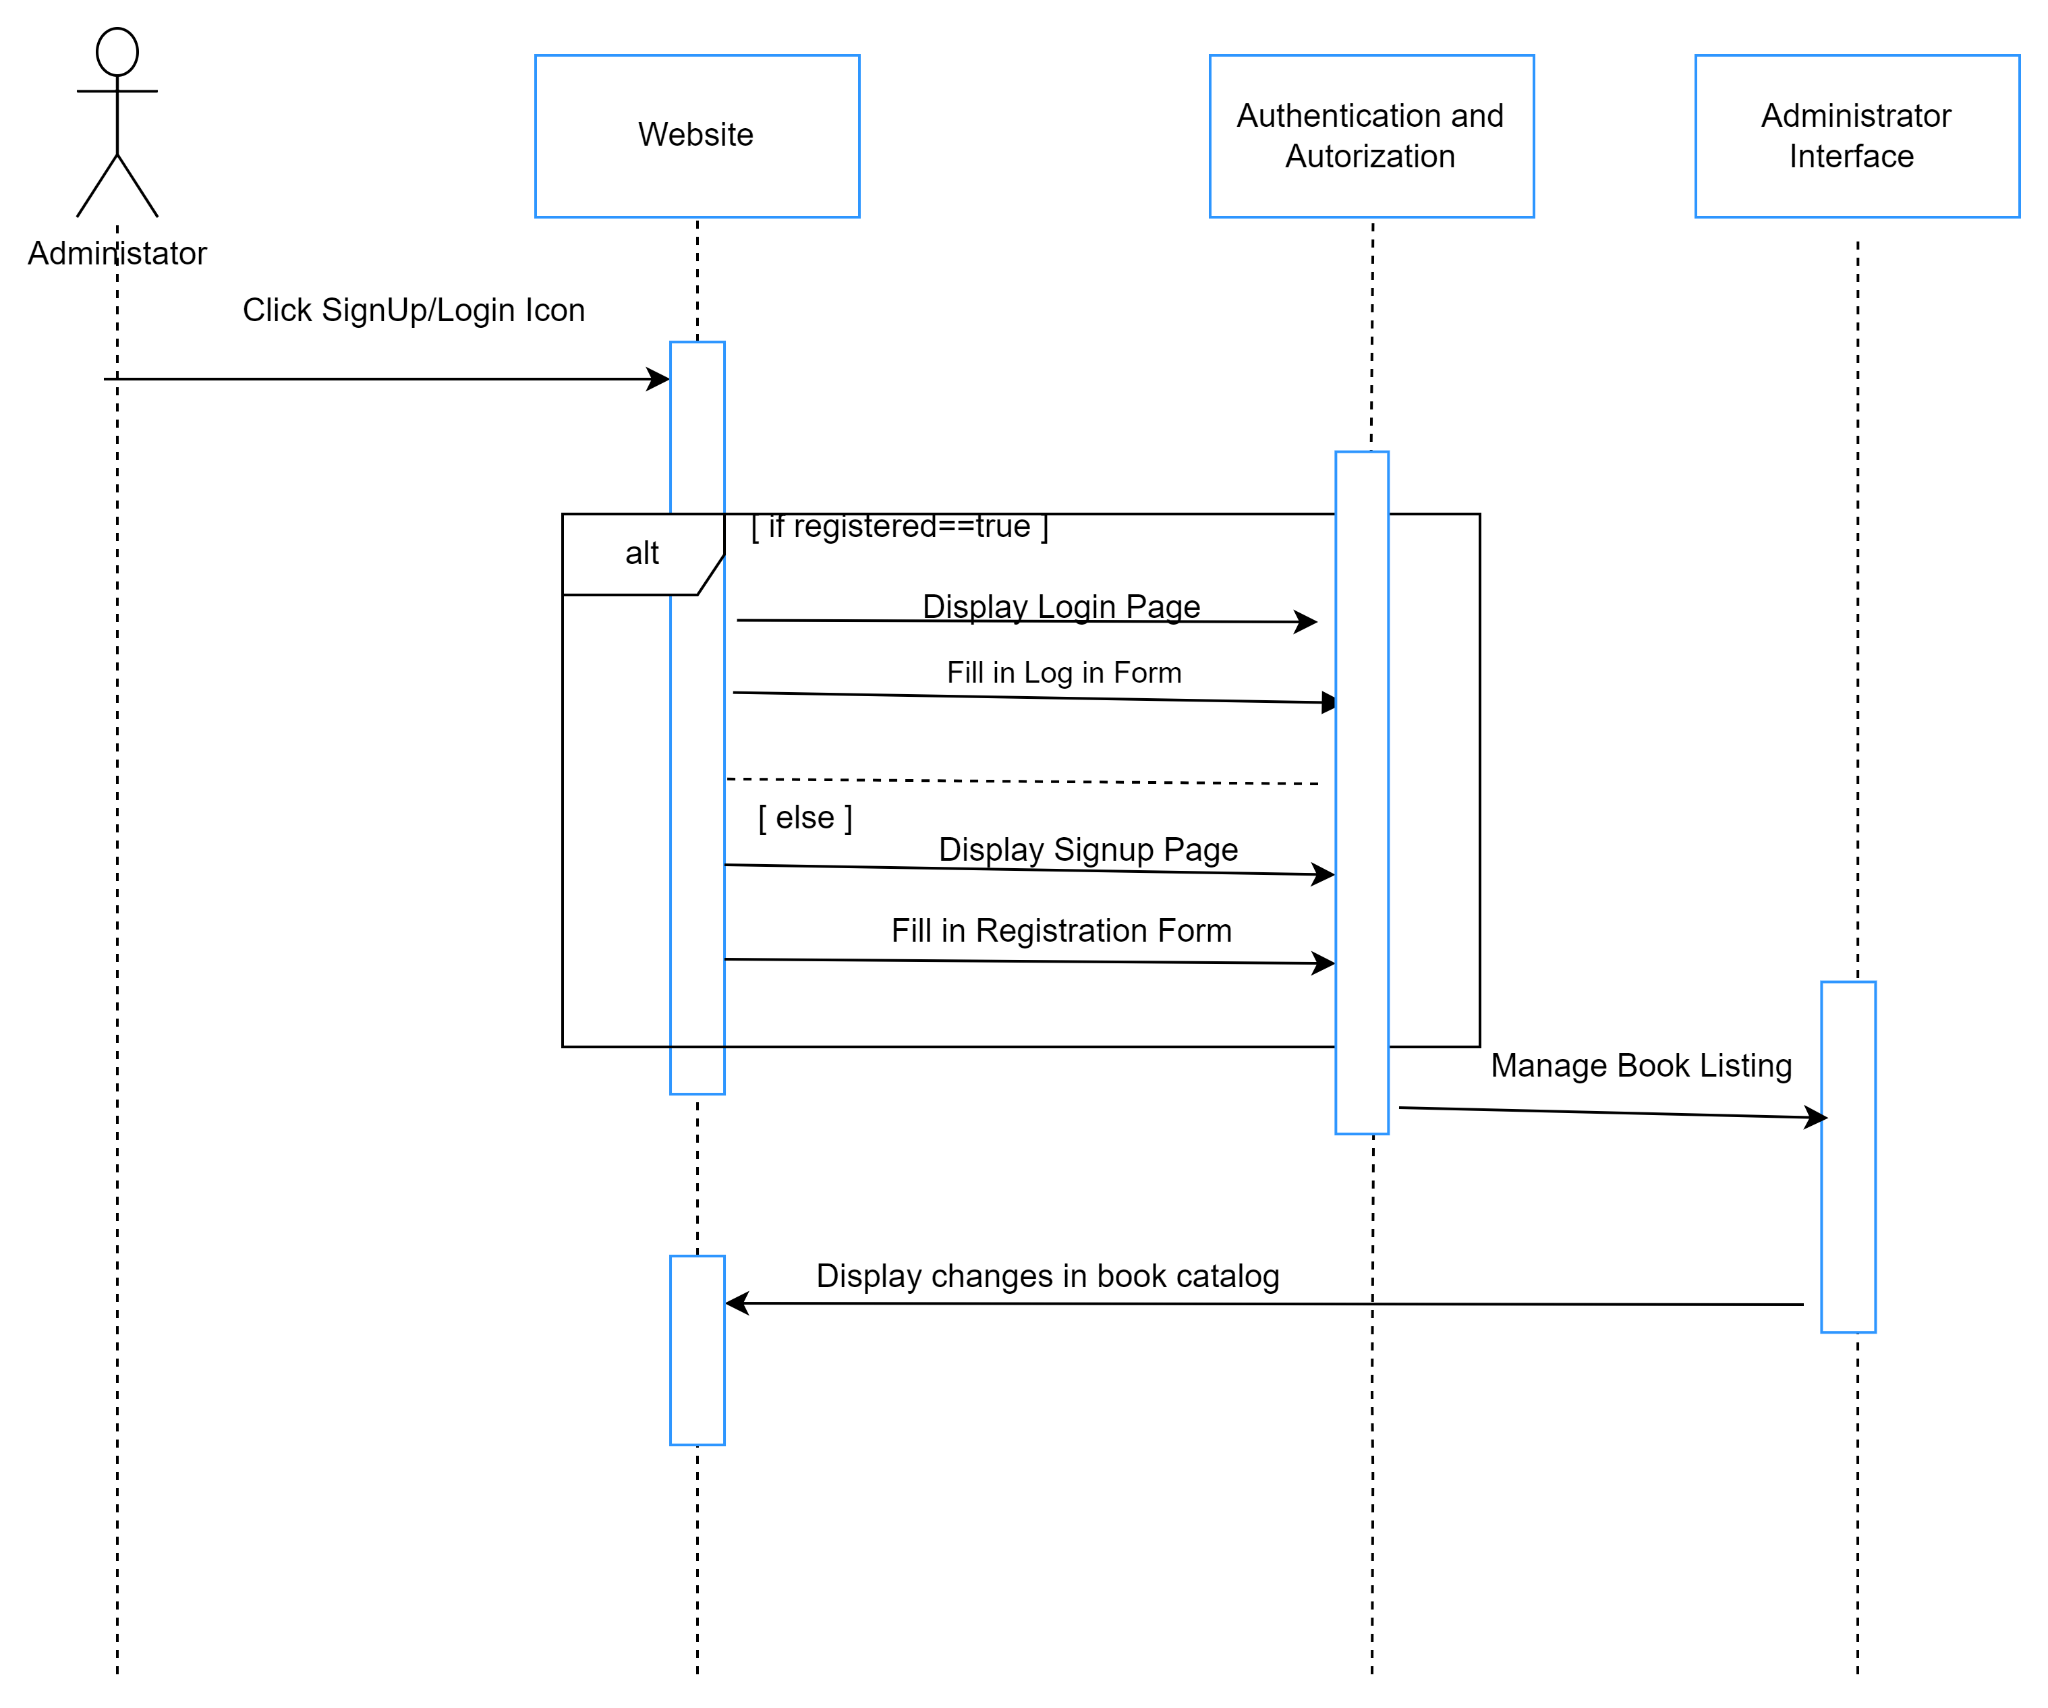 Website
Authentication and
Autorization
Administrator
Interface
Administator
Click SignUp/Login Icon
alt
[ if registered==true ]
Display Login Page
Fill in Log in Form
[ else ]
Display Signup Page
Fill in Registration Form
Manage Book Listing
Display changes in book catalog